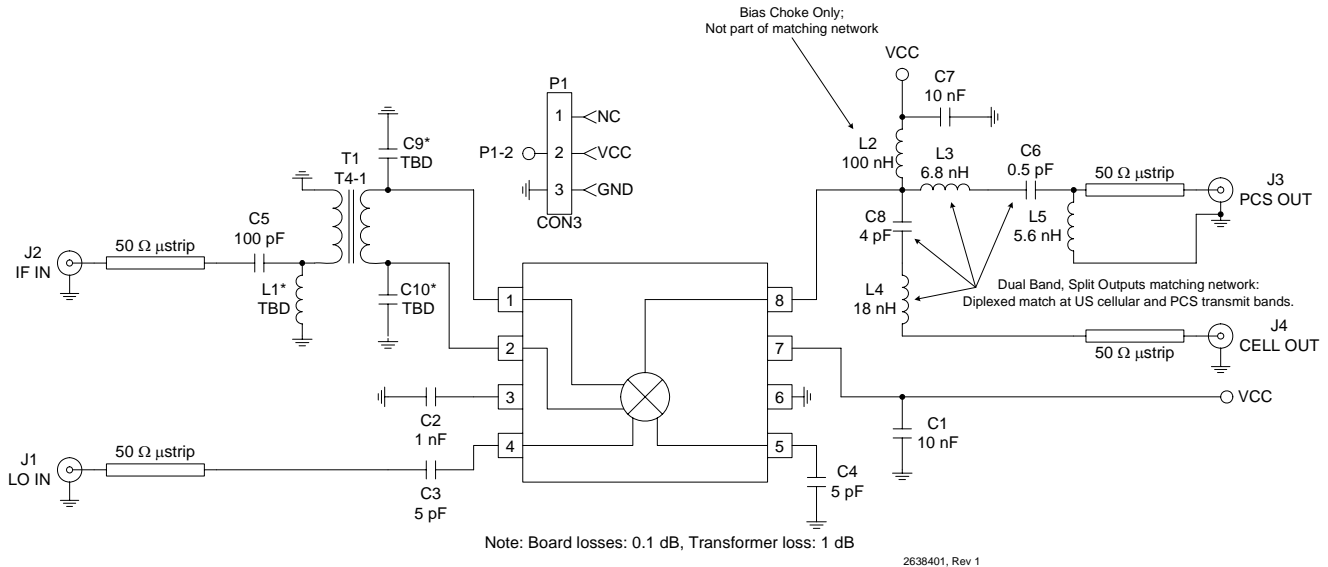 Bias Choke Only;
Not part of matching network
VCC
C7
10 nF
P1
1
NC
P1-2
2
VCC
3
GND
CON3
C9*
TBD
T1
T4-1
L2
100 nH
L3
6.8 nH
C6
0.5 pF
50 Ω µstrip
J3
PCS OUT
C5
100 pF
C8
4 pF
L5
5.6 nH
J2
IF IN
50 Ω µstrip
L1*
TBD
C10*
TBD
L4
18 nH
Dual Band, Split Outputs matching network:
Diplexed match at US cellular and PCS transmit bands.
1
8
J4
CELL OUT
50 Ω µstrip
2
7
3
6
VCC
C2
1 nF
C1
10 nF
4
5
J1
LO IN
50 Ω µstrip
C3
5 pF
C4
5 pF
Note: Board losses: 0.1 dB, Transformer loss: 1 dB
2638401, Rev 1